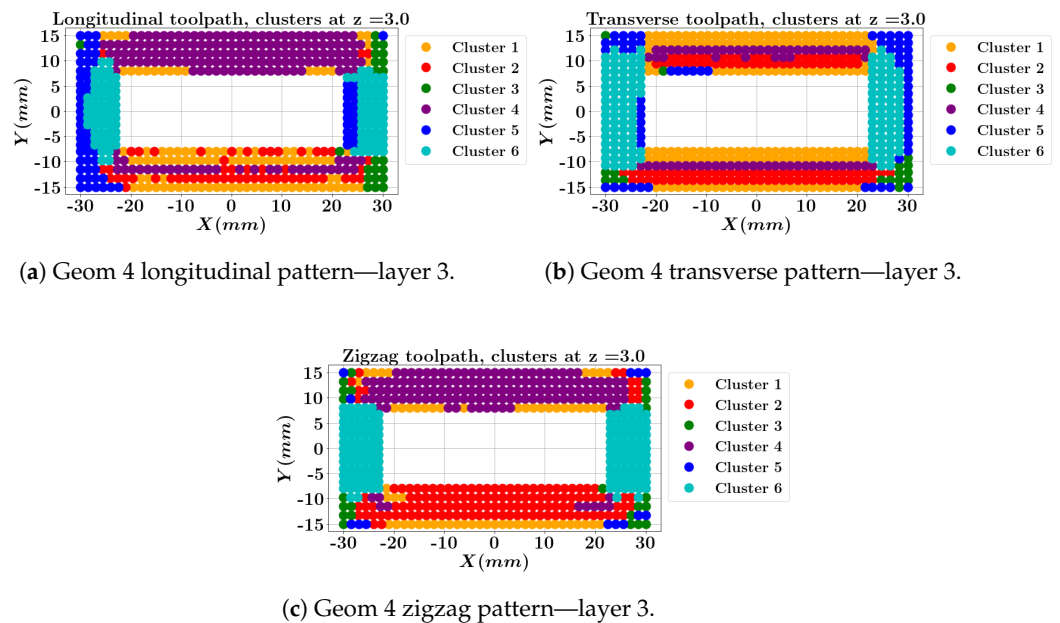 Longitudinal toolpath, clusters at z =3.0
15
10
5
0
-5
-10
-15
Y(mm)
-30 -20 -10 0 10 20 30
X(mm)
Cluster 1
Cluster 2
Cluster 3
Cluster 4
Cluster 5
Cluster 6
(a) Geom 4 longitudinal pattern—layer 3.
Transverse toolpath, clusters at z =3.0
15
10
5
0
-5
-10
-15
Y(mm)
-30 -20 -10 0 10 20 30
X(mm)
Cluster 1
Cluster 2
Cluster 3
Cluster 4
Cluster 5
Cluster 6
(b) Geom 4 transverse pattern—layer 3.
Zigzag toolpath, clusters at z =3.0
15
10
5
0
-5
-10
-15
Y(mm)
-30 -20 -10 0 10 20 30
X(mm)
Cluster 1
Cluster 2
Cluster 3
Cluster 4
Cluster 5
Cluster 6
(c) Geom 4 zigzag pattern—layer 3.